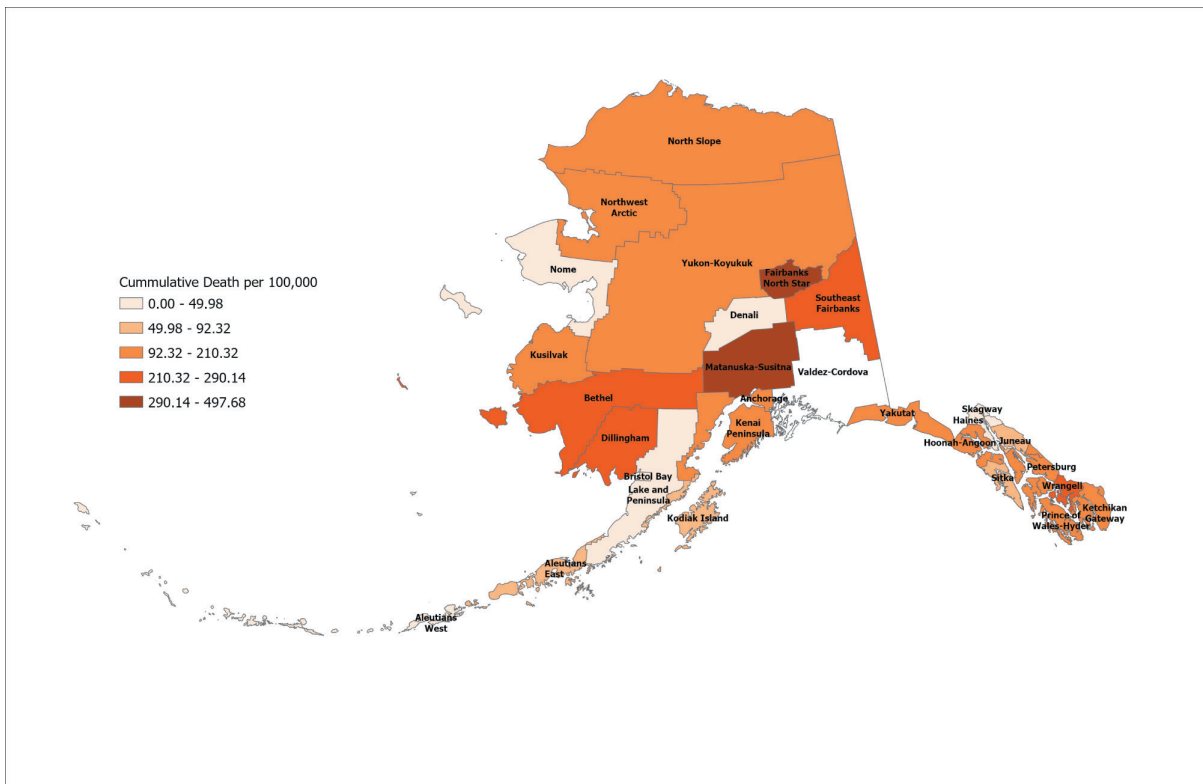 North Slope
Northwest
Arctic
Nome
Yukon-Koyukuk
Fairbanks
North Star
Southeast
Fairbanks
Denali
Cummulative Death per 100,000
0.00 - 49.98
49.98 - 92.32
92.32 - 210.32
210.32 - 290.14
290.14 - 497.68
Kusilvak
Matanuska-Susitna
Valdez-Cordova
Bethel
Anchorage
Kenai
Peninsula
Dillingham
Yakutat
Skagway
Haines
Hoonah-Angoon
Juneau
Petersburg
Sitka
Wrangell
Ketchikan
Gateway
Prince of
Wales-Hyder
Bristol Bay
Lake and
Peninsula
Kodiak Island
Aleutians
East
Aleutians
West